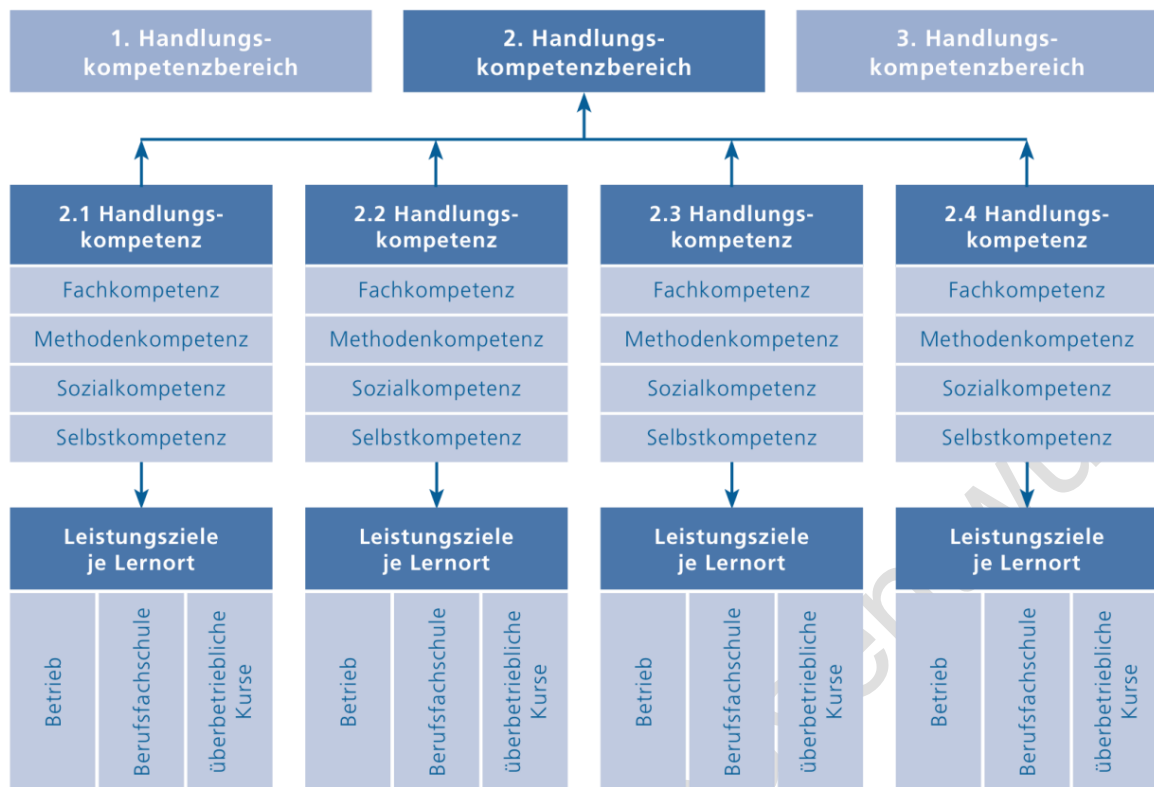 1. Handlungs-
kompetenzbereich
2. Handlungs-
kompetenzbereich
3. Handlungs-
kompetenzbereich
2.1 Handlungs-
kompetenz
Fachkompetenz
Methodenkompetenz
Sozialkompetenz
Selbstkompetenz
Leistungsziele
je Lernort
Betrieb
Berufsfachschule
überbetriebliche
Kurse
2.2 Handlungs-
kompetenz
Fachkompetenz
Methodenkompetenz
Sozialkompetenz
Selbstkompetenz
Leistungsziele
je Lernort
Betrieb
Berufsfachschule
überbetriebliche
Kurse
2.3 Handlungs-
kompetenz
Fachkompetenz
Methodenkompetenz
Sozialkompetenz
Selbstkompetenz
Leistungsziele
je Lernort
Betrieb
Berufsfachschule
überbetriebliche
Kurse
2.4 Handlungs-
kompetenz
Fachkompetenz
Methodenkompetenz
Sozialkompetenz
Selbstkompetenz
Leistungsziele
je Lernort
Betrieb
Berufsfachschule
überbetriebliche
Kurse